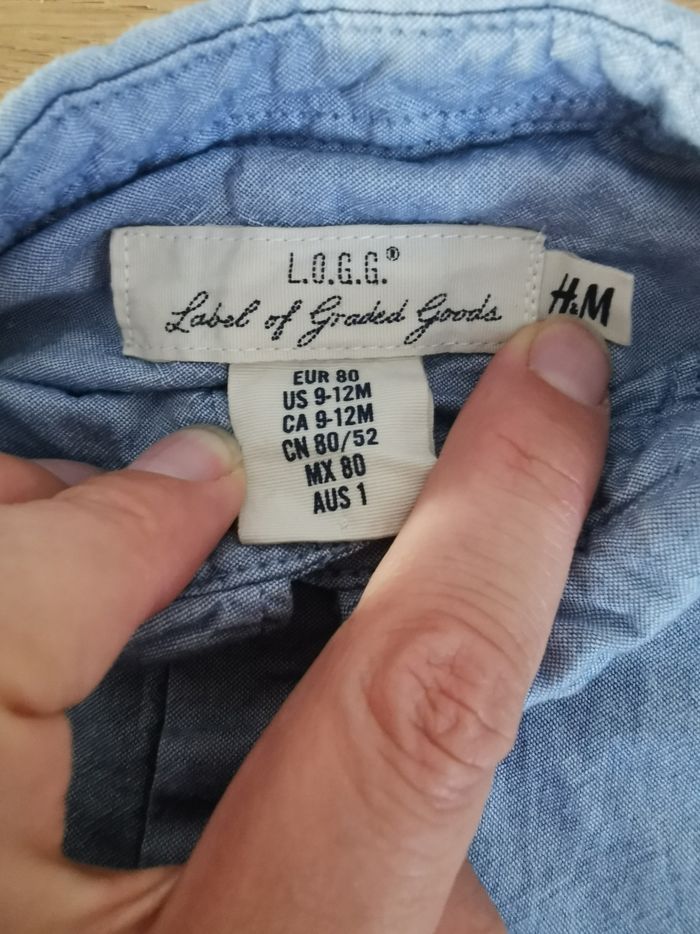 L.O.G.G.®
Label of Graded Goods
H&M
EUR 80
US 9-12M
CA 9-12M
CN 80/52
MX 80
AUS 1